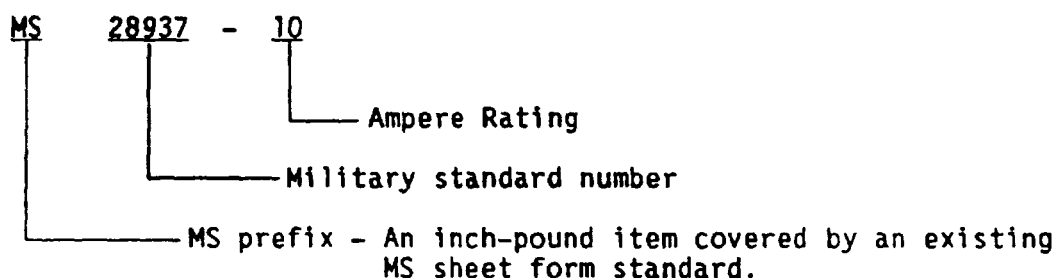 MS 28937 - 10
Ampere Rating
Military standard number
MS prefix - An inch-pound item covered by an existing
MS sheet form standard.